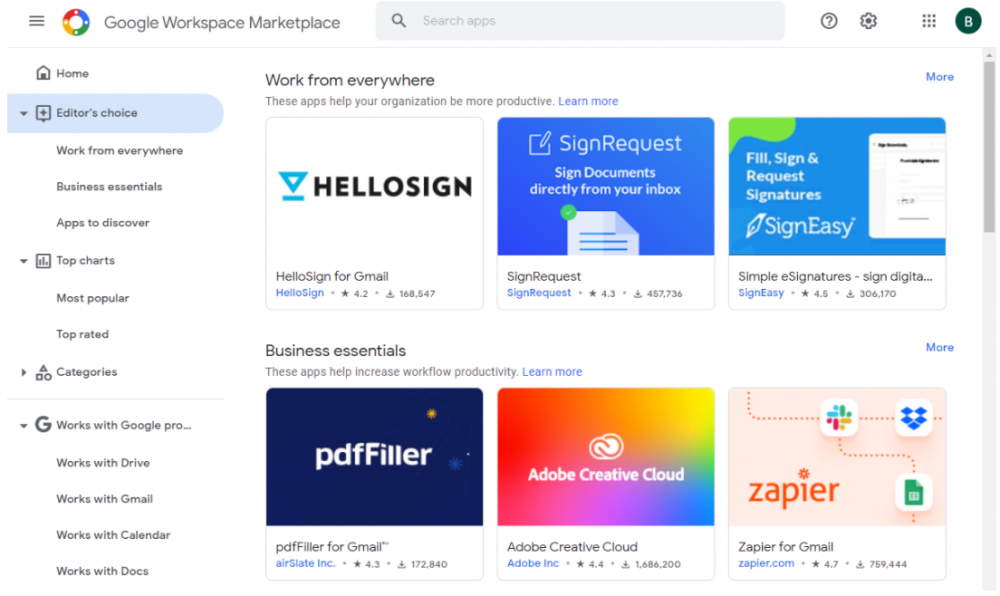 Google Workspace Marketplace
Search apps
B
Home
Editor's choice
Work from everywhere
Business essentials
Apps to discover
Top charts
Most popular
Top rated
Categories
Works with Google pro...
Works with Drive
Works with Gmail
Works with Calendar
Works with Docs
Work from everywhere
More
These apps help your organization be more productive. Learn more
HELLOSIGN
HelloSign for Gmail
HelloSign • ★ 4.2 • 168,547
SignRequest
Sign Documents
directly from your inbox
SignRequest
SignRequest • ★ 4.3 • 457,736
Fill, Sign &
Request
Signatures
SignEasy
Simple eSignatures - sign digita...
SignEasy • ★ 4.5 • 306,170
Business essentials
More
These apps help increase workflow productivity. Learn more
pdfFiller
pdfFiller for Gmail™
airSlate Inc. • ★ 4.3 • 172,840
Adobe Creative Cloud
Adobe Creative Cloud
Adobe Inc • ★ 4.4 • 1,686,200
zapier
Zapier for Gmail
zapier.com • ★ 4.7 • 759,444